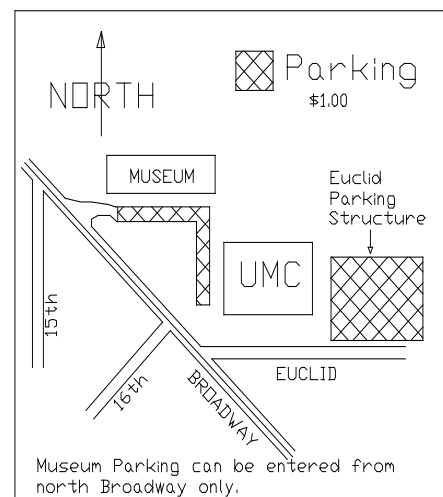 NORTH
Parking
$1.00
MUSEUM
Euclid
Parking
Structure
UMC
15th
16th
BROADWAY
EUCLID
Museum Parking can be entered from
north Broadway only.